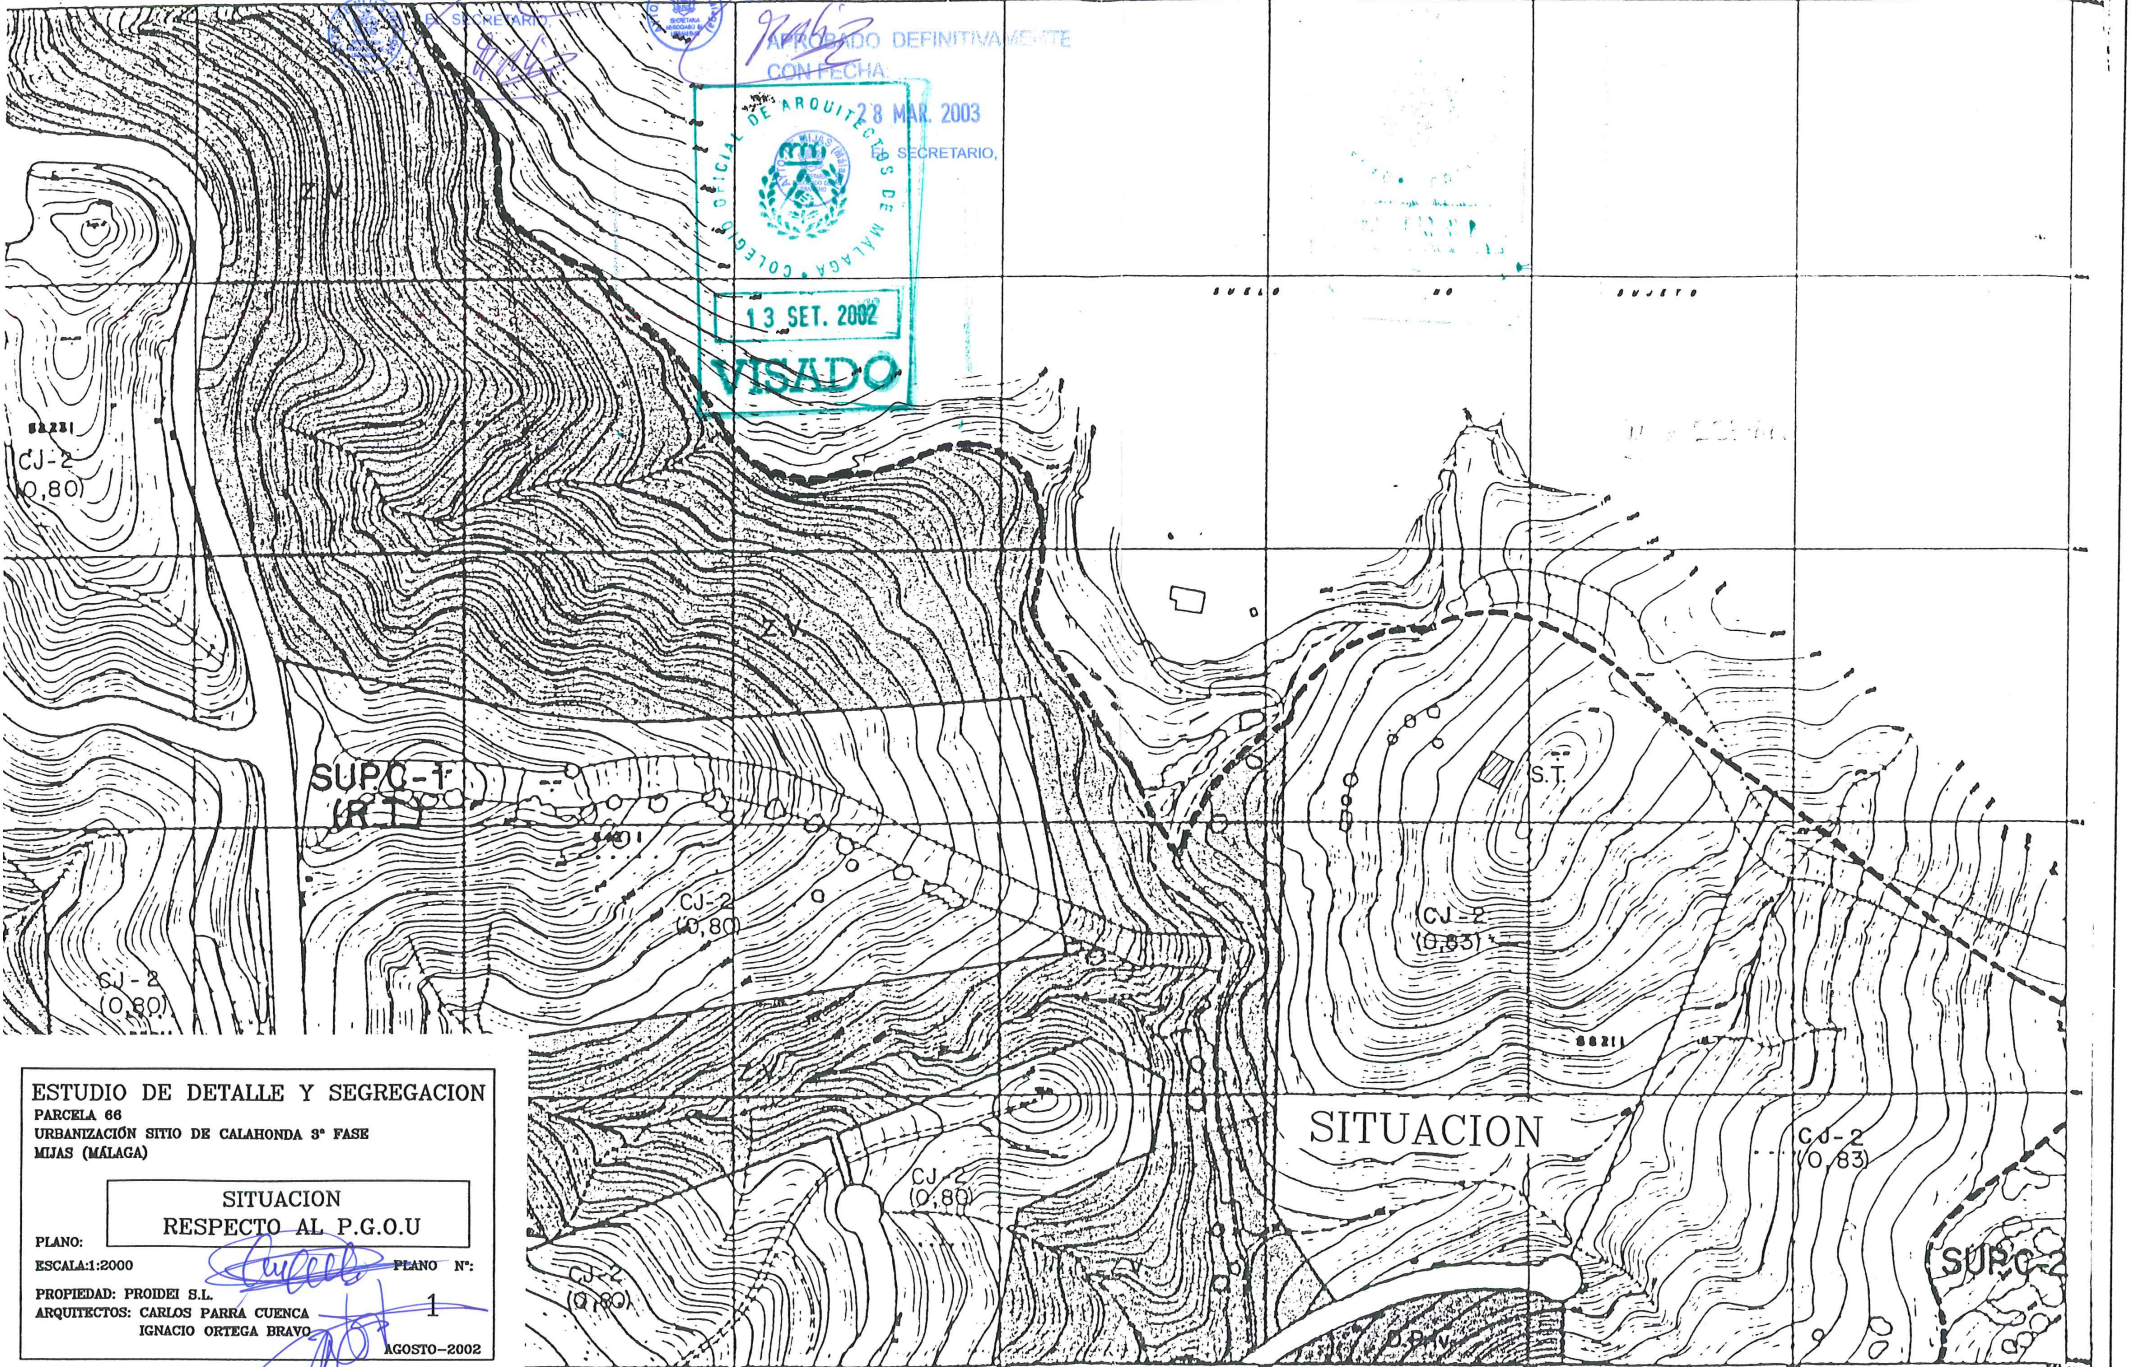 EL SECRETARIO,
APROBADO DEFINITIVAMENTE
CON FECHA
28 MAR. 2003
EL SECRETARIO,
COLEGIO OFICIAL DE ARQUITECTOS DE MALAGA
13 SET. 2002
VISADO
SUELO NO SUJETO
Z.V.
CJ-2
(0,80)
Z.V.
SUP.C-1
(R.T)
S.T.
CJ-2
(0,80)
CJ-2
(0,83)
CJ-2
(0,80)
SITUACION
CJ-2
(0,83)
CJ-2
(0,80)
CJ-2
(0,80)
SUP.C-2
ESTUDIO DE DETALLE Y SEGREGACION
PARCELA 66
URBANIZACIÓN SITIO DE CALAHONDA 3ª FASE
MIJAS (MÁLAGA)
SITUACION
RESPECTO AL P.G.O.U
PLANO:
ESCALA:1:2000
PLANO Nº:
1
PROPIEDAD: PROIDEI S.L.
ARQUITECTOS: CARLOS PARRA CUENCA
IGNACIO ORTEGA BRAVO
AGOSTO-2002